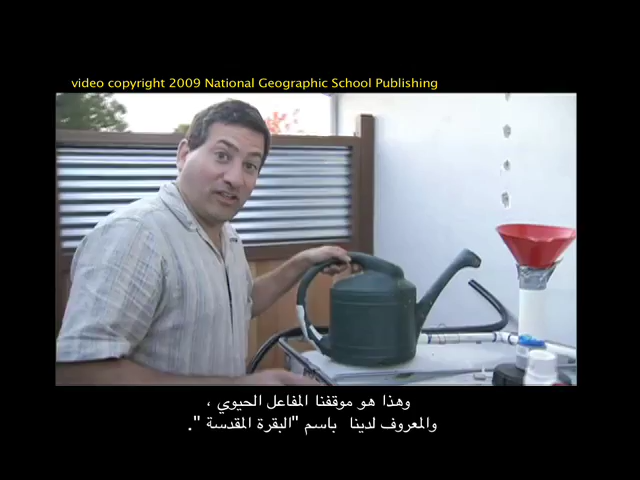 video copyright 2009 National Geographic School Publishing
وهذا هو موقفنا المفاعل الحيوي ،
والمعروف لدينا باسم "البقرة المقدسة ".